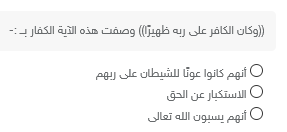 ((وكان الكافر على ربه ظهيرًا)) وصفت هذه الآية الكفار بـ :-
أنهم كانوا عونًا للشيطان على ربهم
الاستكبار عن الحق
أنهم يسبون الله تعالى